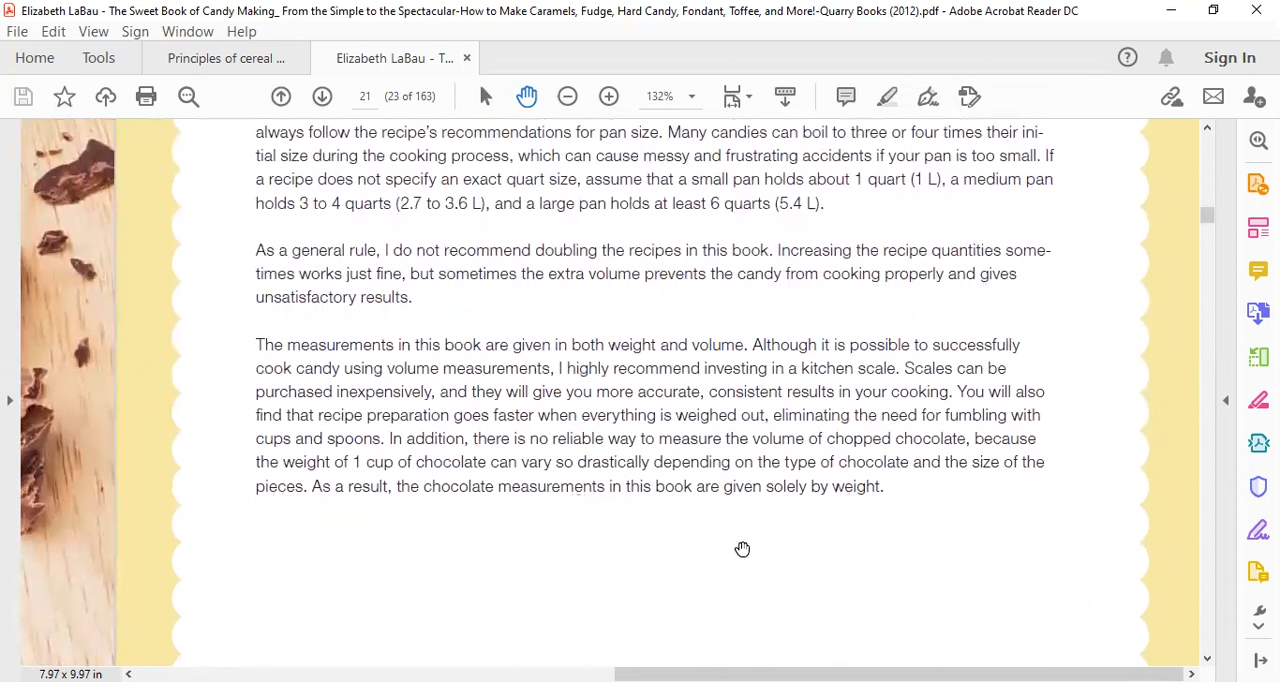 Elizabeth LaBau - The Sweet Book of Candy Making_ From the Simple to the Spectacular-How to Make Caramels, Fudge, Hard Candy, Fondant, Toffee, and More!-Quarry Books (2012).pdf - Adobe Acrobat Reader DC
File Edit View Sign Window Help
Home Tools Principles of cereal ... Elizabeth LaBau - T... × Sign In
21 (23 of 163) 132%
always follow the recipe's recommendations for pan size. Many candies can boil to three or four times their ini-
tial size during the cooking process, which can cause messy and frustrating accidents if your pan is too small. If
a recipe does not specify an exact quart size, assume that a small pan holds about 1 quart (1 L), a medium pan
holds 3 to 4 quarts (2.7 to 3.6 L), and a large pan holds at least 6 quarts (5.4 L).
As a general rule, I do not recommend doubling the recipes in this book. Increasing the recipe quantities some-
times works just fine, but sometimes the extra volume prevents the candy from cooking properly and gives
unsatisfactory results.
The measurements in this book are given in both weight and volume. Although it is possible to successfully
cook candy using volume measurements, I highly recommend investing in a kitchen scale. Scales can be
purchased inexpensively, and they will give you more accurate, consistent results in your cooking. You will also
find that recipe preparation goes faster when everything is weighed out, eliminating the need for fumbling with
cups and spoons. In addition, there is no reliable way to measure the volume of chopped chocolate, because
the weight of 1 cup of chocolate can vary so drastically depending on the type of chocolate and the size of the
pieces. As a result, the chocolate measurements in this book are given solely by weight.
7.97 x 9.97 in